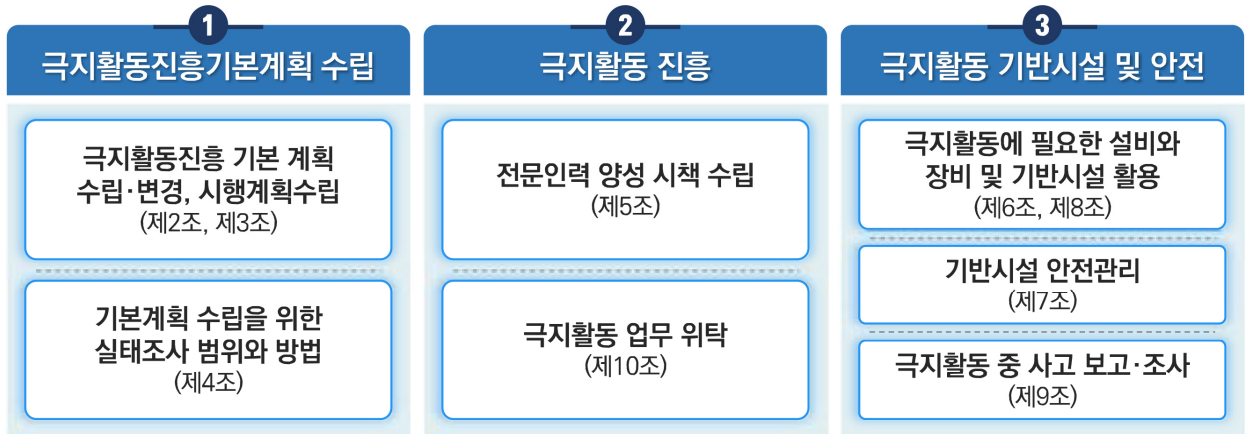 1
극지활동진흥기본계획 수립
극지활동진흥 기본 계획
수립·변경, 시행계획수립
(제2조, 제3조)
기본계획 수립을 위한
실태조사 범위와 방법
(제4조)
2
극지활동 진흥
전문인력 양성 시책 수립
(제5조)
극지활동 업무 위탁
(제10조)
3
극지활동 기반시설 및 안전
극지활동에 필요한 설비와
장비 및 기반시설 활용
(제6조, 제8조)
기반시설 안전관리
(제7조)
극지활동 중 사고 보고·조사
(제9조)